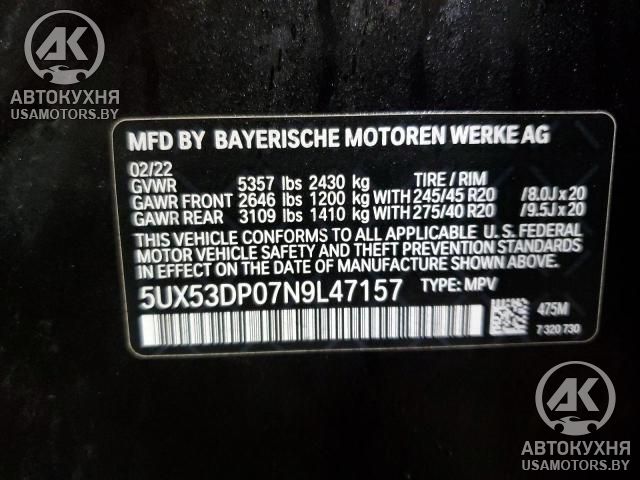 AK
АВТОКУХНЯ
USAMOTORS.BY
MFD BY BAYERISCHE MOTOREN WERKE AG
02/22
GVWR 5357 lbs 2430 kg TIRE / RIM
GAWR FRONT 2646 lbs 1200 kg WITH 245/45 R20 /8.0J x 20
GAWR REAR 3109 lbs 1410 kg WITH 275/40 R20 /9.5J x 20
THIS VEHICLE CONFORMS TO ALL APPLICABLE U.S. FEDERAL
MOTOR VEHICLE SAFETY AND THEFT PREVENTION STANDARDS
IN EFFECT ON THE DATE OF MANUFACTURE SHOWN ABOVE.
5UX53DP07N9L47157 TYPE: MPV
475M
7 320 730
AK
АВТОКУХНЯ
USAMOTORS.BY